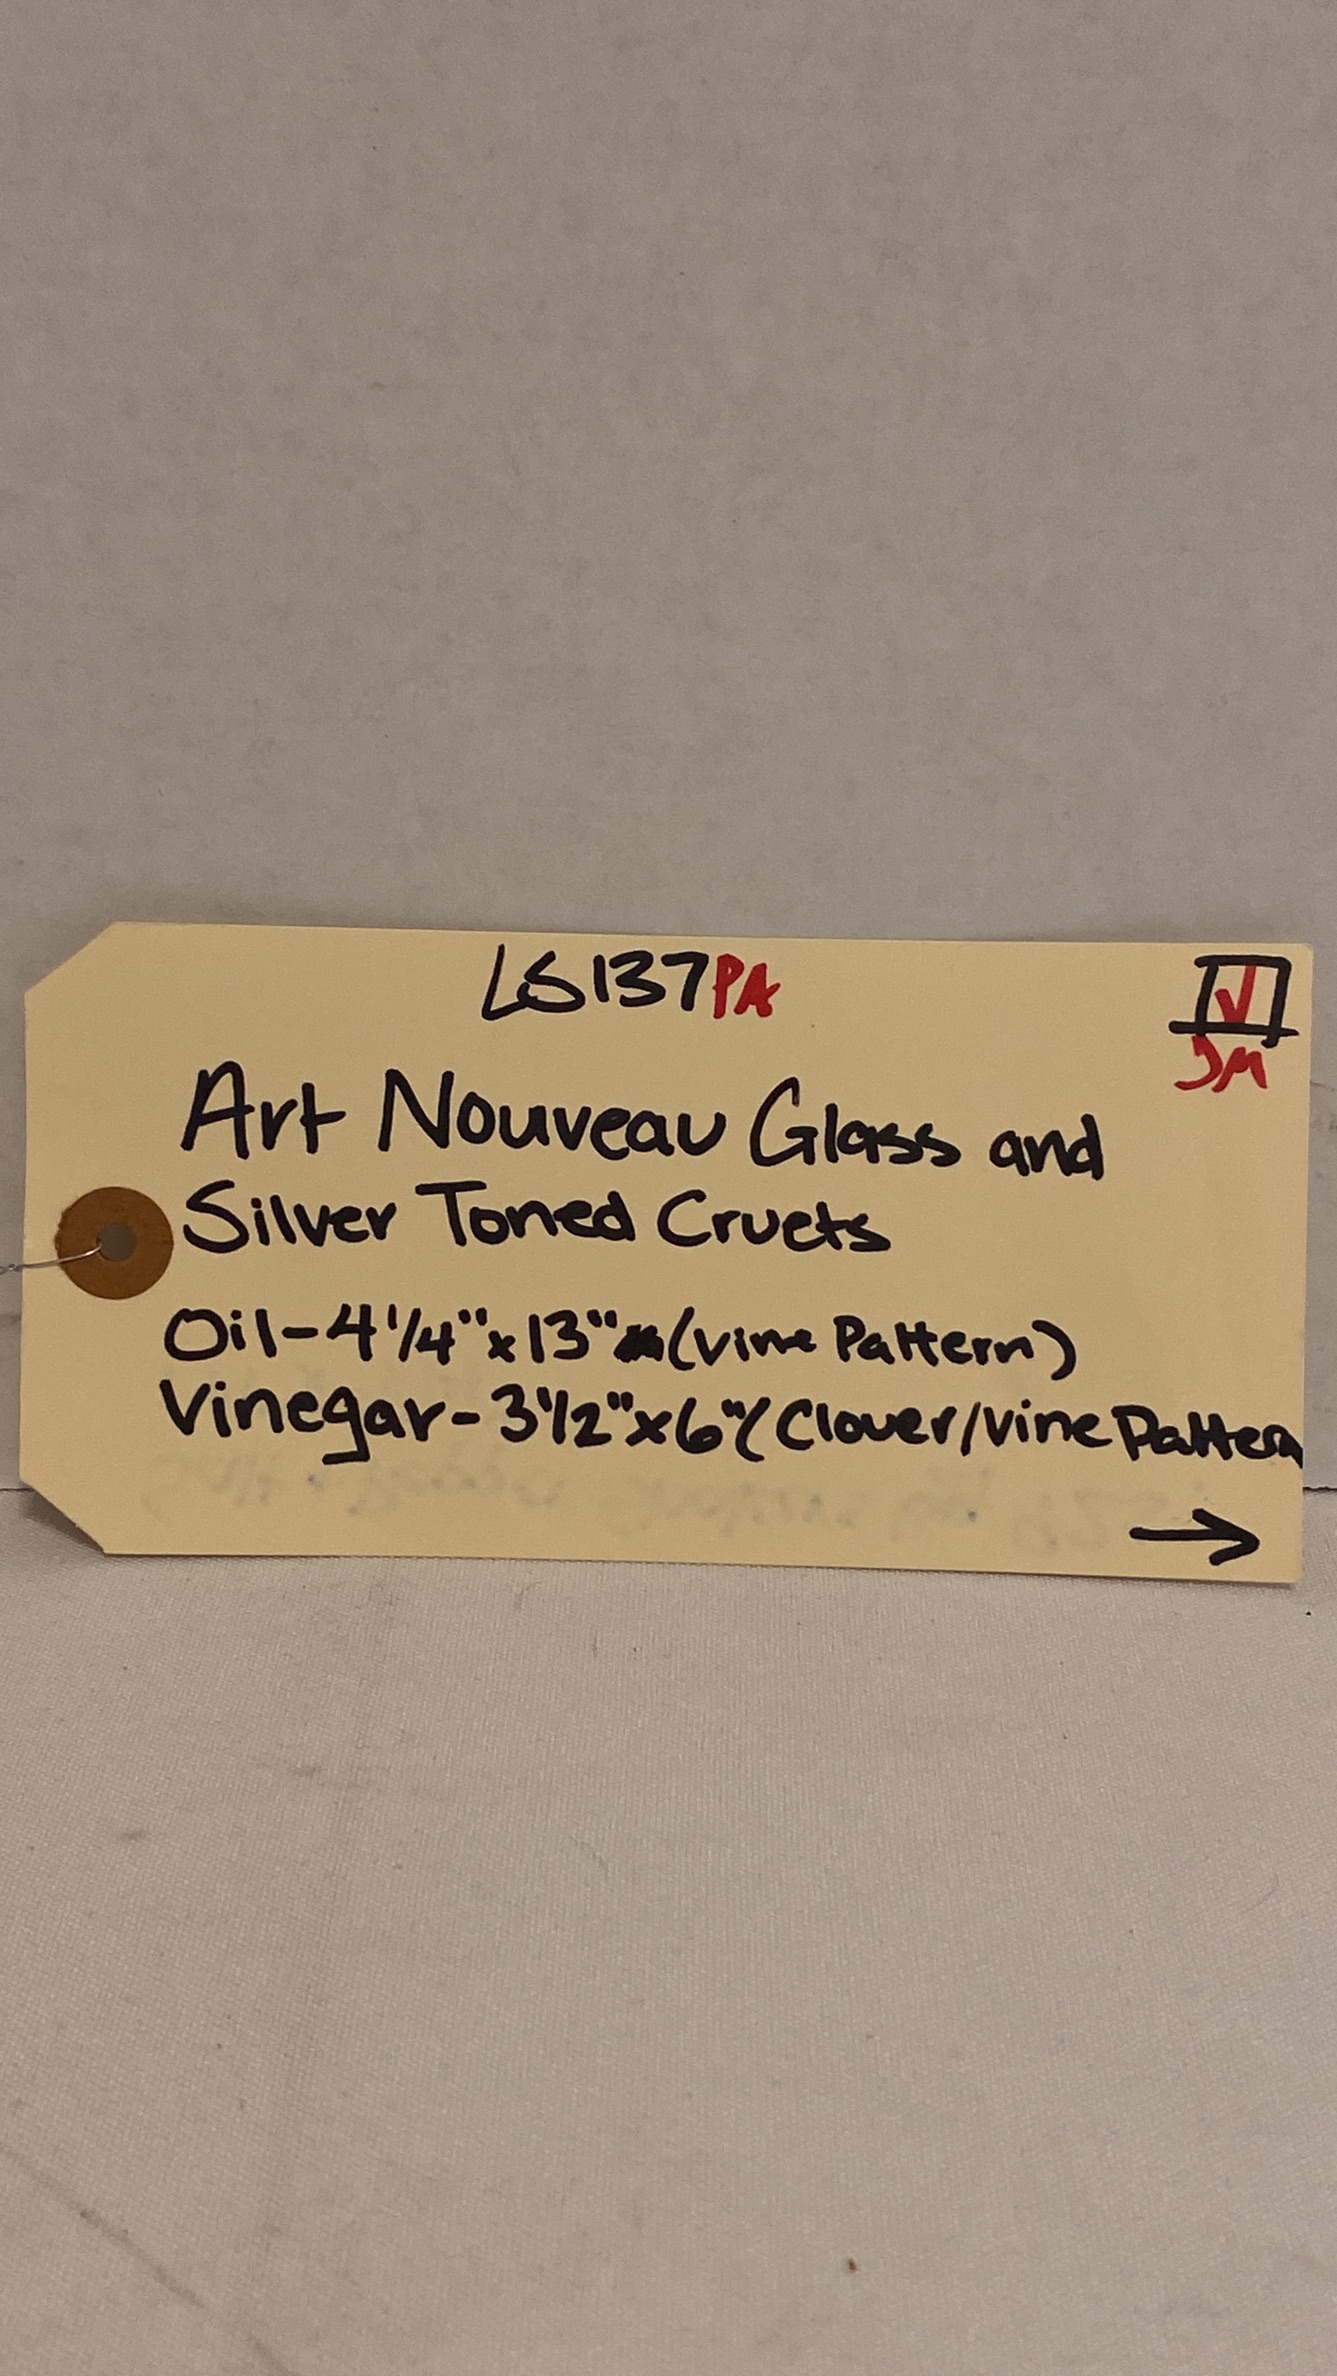 LS137PA
√
JM
Art Nouveau Glass and
Silver Toned Cruets
Oil-4 1/4"x13" (Vine Pattern)
Vinegar-3 1/2"x6"(Clover/Vine Pattern
→